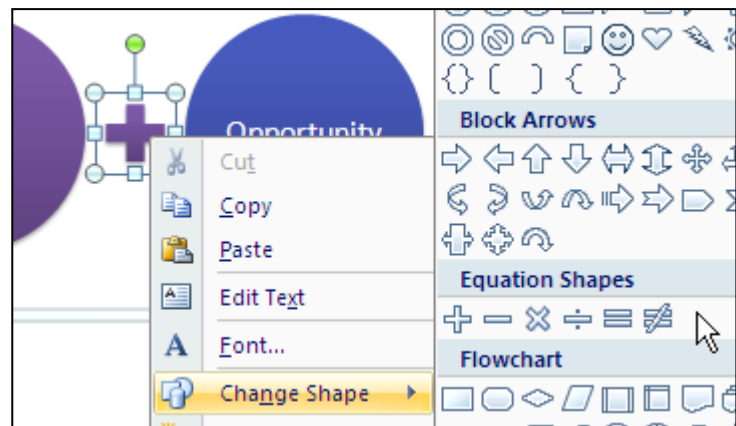 Opportunity
Cut
Copy
Paste
Edit Text
Font...
Change Shape
Block Arrows
Equation Shapes
Flowchart